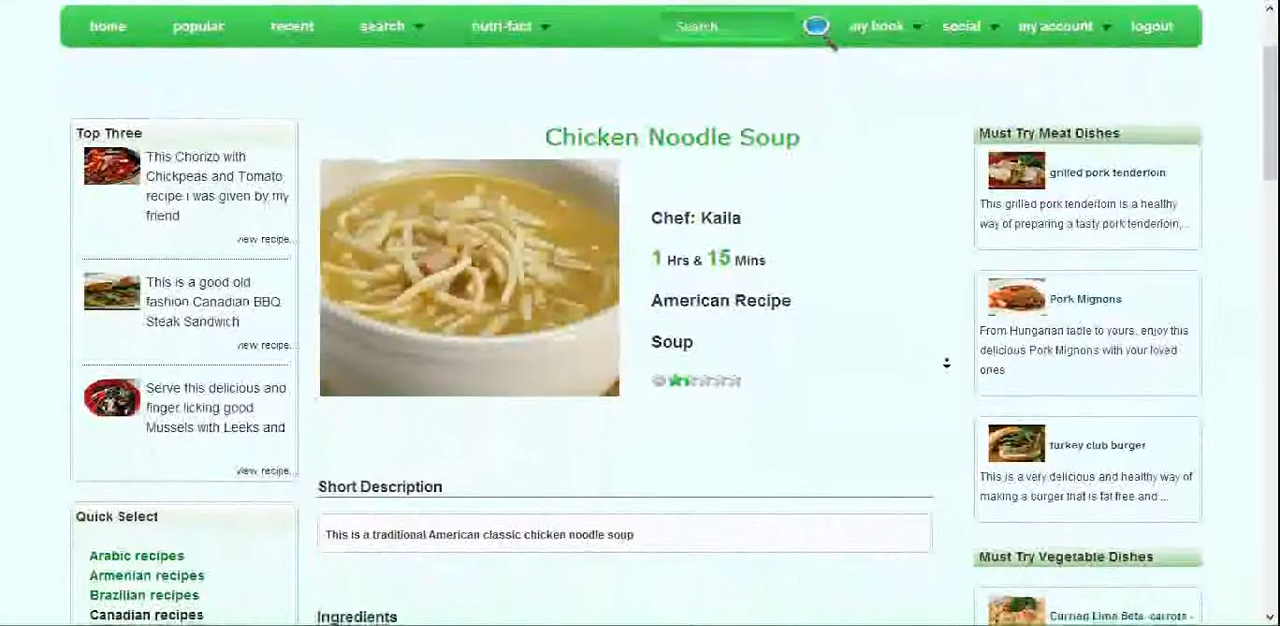 home popular recent search nutri-fact Search my book social my account logout
Top Three
This Chorizo with
Chickpeas and Tomato
recipe i was given by my
friend
view recipe..
This is a good old
fashion Canadian BBQ
Steak Sandwich
view recipe..
Serve this delicious and
finger licking good
Mussels with Leeks and
view recipe..
Quick Select
Arabic recipes
Armenian recipes
Brazilian recipes
Canadian recipes
Chicken Noodle Soup
Chef: Kaila
1 Hrs & 15 Mins
American Recipe
Soup
Short Description
This is a traditional American classic chicken noodle soup
Ingredients
Must Try Meat Dishes
grilled pork tenderloin
This grilled pork tenderloin is a healthy
way of preparing a tasty pork tenderloin,...
Pork Mignons
From Hungarian table to yours, enjoy this
delicious Pork Mignons with your loved
ones
turkey club burger
This is a very delicious and healthy way of
making a burger that is fat free and ...
Must Try Vegetable Dishes
Curried Lima Beta -carrots -